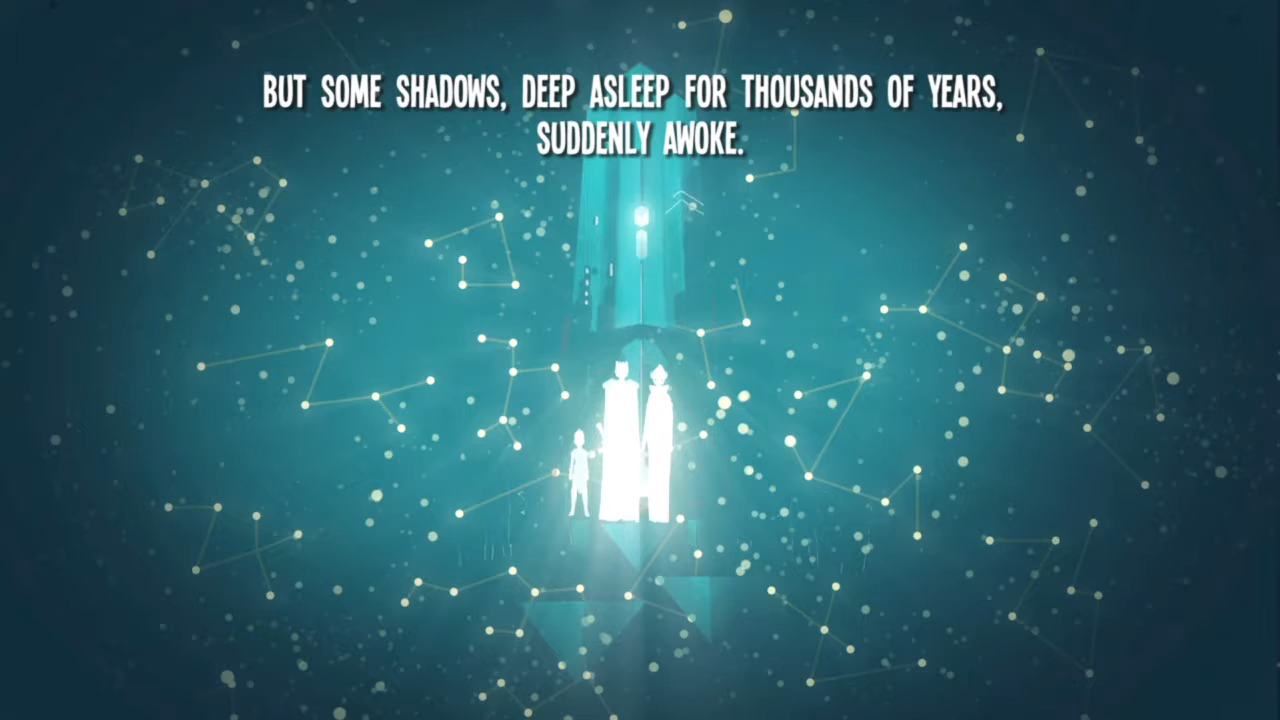 BUT SOME SHADOWS, DEEP ASLEEP FOR THOUSANDS OF YEARS,
SUDDENLY AWOKE.